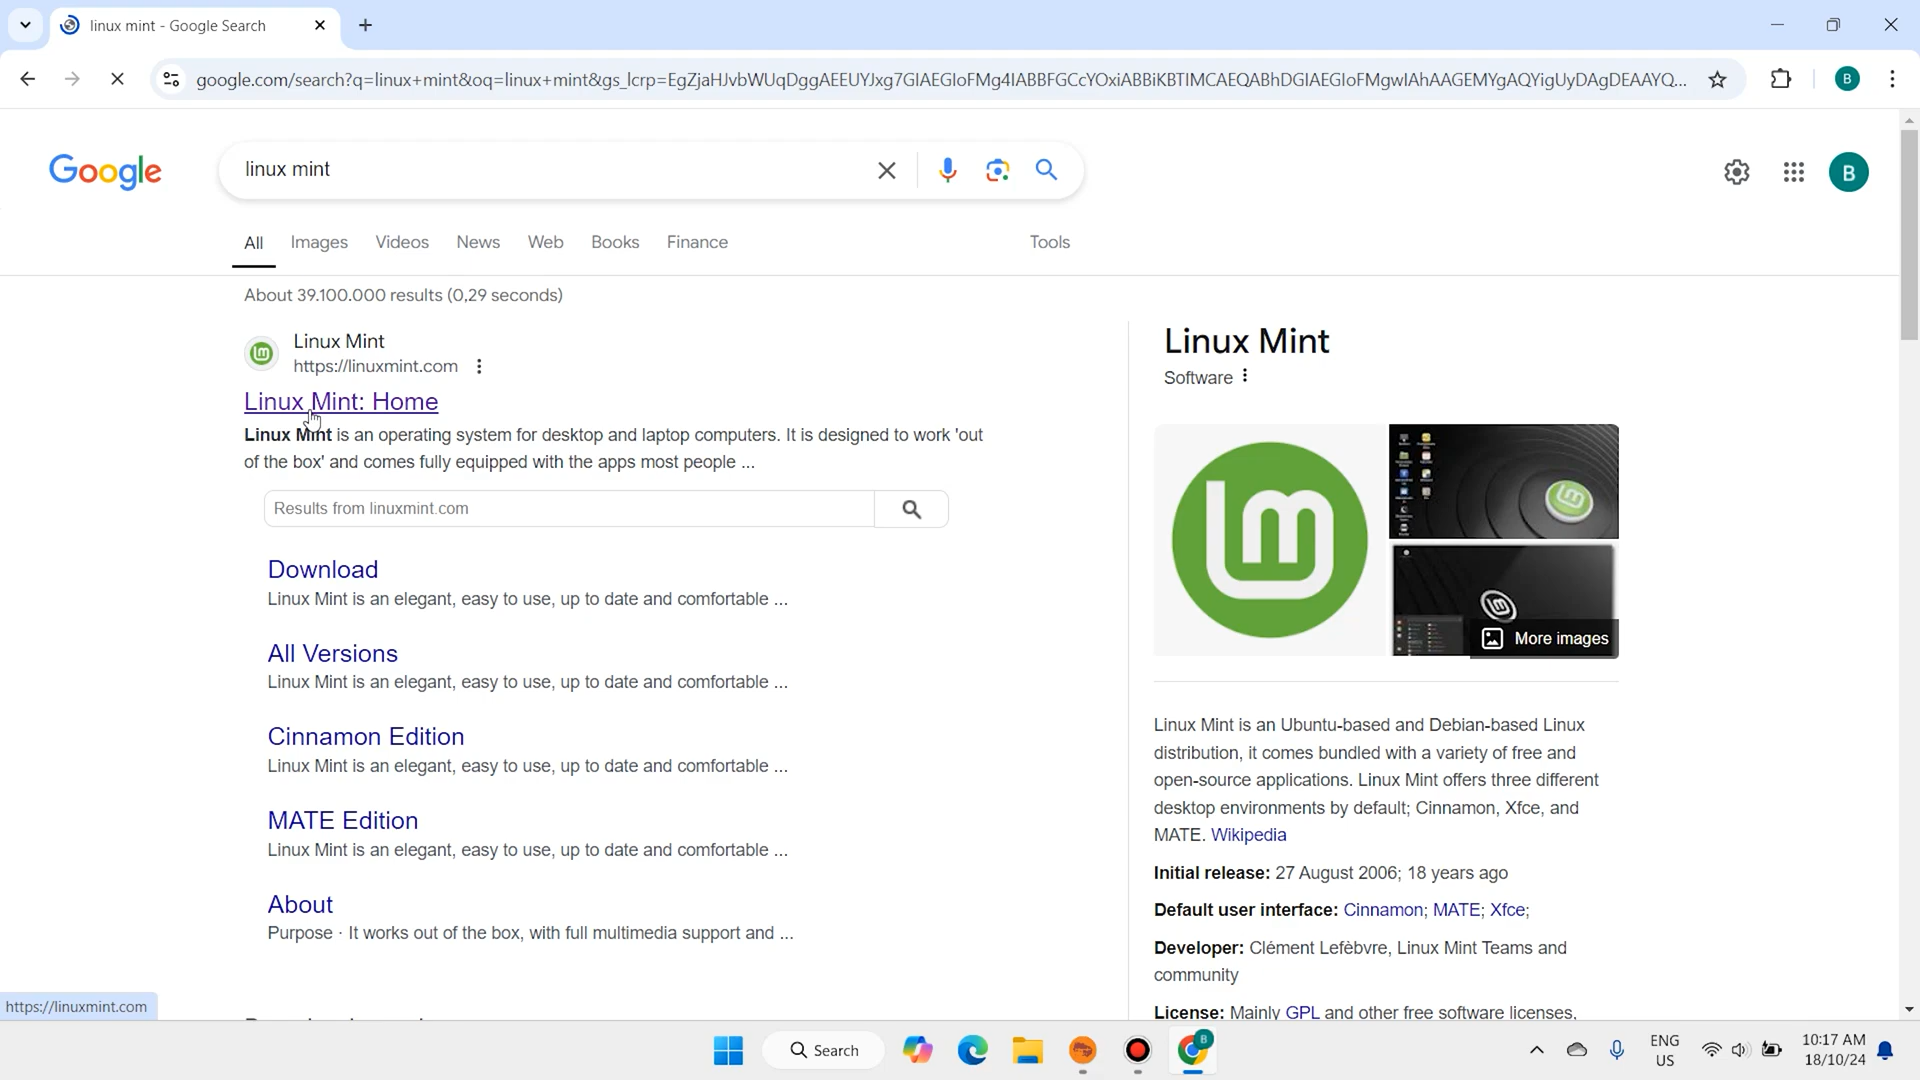 linux mint - Google Search
google.com/search?q=linux+mint&oq=linux+mint&gs_lcrp=EgZjaHJvbWUqDggAEEUYJxg7GIAEGIoFMg4IABBFGCcYOxiABBiKBTIMCAEQABhDGIAEGIoFMgwIAhAAGEMYgAQYigUyDAgDEAAYQ...
B
Google
linux mint
B
All Images Videos News Web Books Finance Tools
About 39.100.000 results (0,29 seconds)
Linux Mint
https://linuxmint.com
Linux Mint: Home
Linux Mint is an operating system for desktop and laptop computers. It is designed to work 'out
of the box' and comes fully equipped with the apps most people ...
Results from linuxmint.com
Download
Linux Mint is an elegant, easy to use, up to date and comfortable ...
All Versions
Linux Mint is an elegant, easy to use, up to date and comfortable ...
Cinnamon Edition
Linux Mint is an elegant, easy to use, up to date and comfortable ...
MATE Edition
Linux Mint is an elegant, easy to use, up to date and comfortable ...
About
Purpose · It works out of the box, with full multimedia support and ...
Linux Mint
Software
More images
Linux Mint is an Ubuntu-based and Debian-based Linux
distribution, it comes bundled with a variety of free and
open-source applications. Linux Mint offers three different
desktop environments by default; Cinnamon, Xfce, and
MATE. Wikipedia
Initial release: 27 August 2006; 18 years ago
Default user interface: Cinnamon; MATE; Xfce;
Developer: Clément Lefèbvre, Linux Mint Teams and
community
License: Mainly GPL and other free software licenses,
https://linuxmint.com
Search
B
ENG
US
10:17 AM
18/10/24